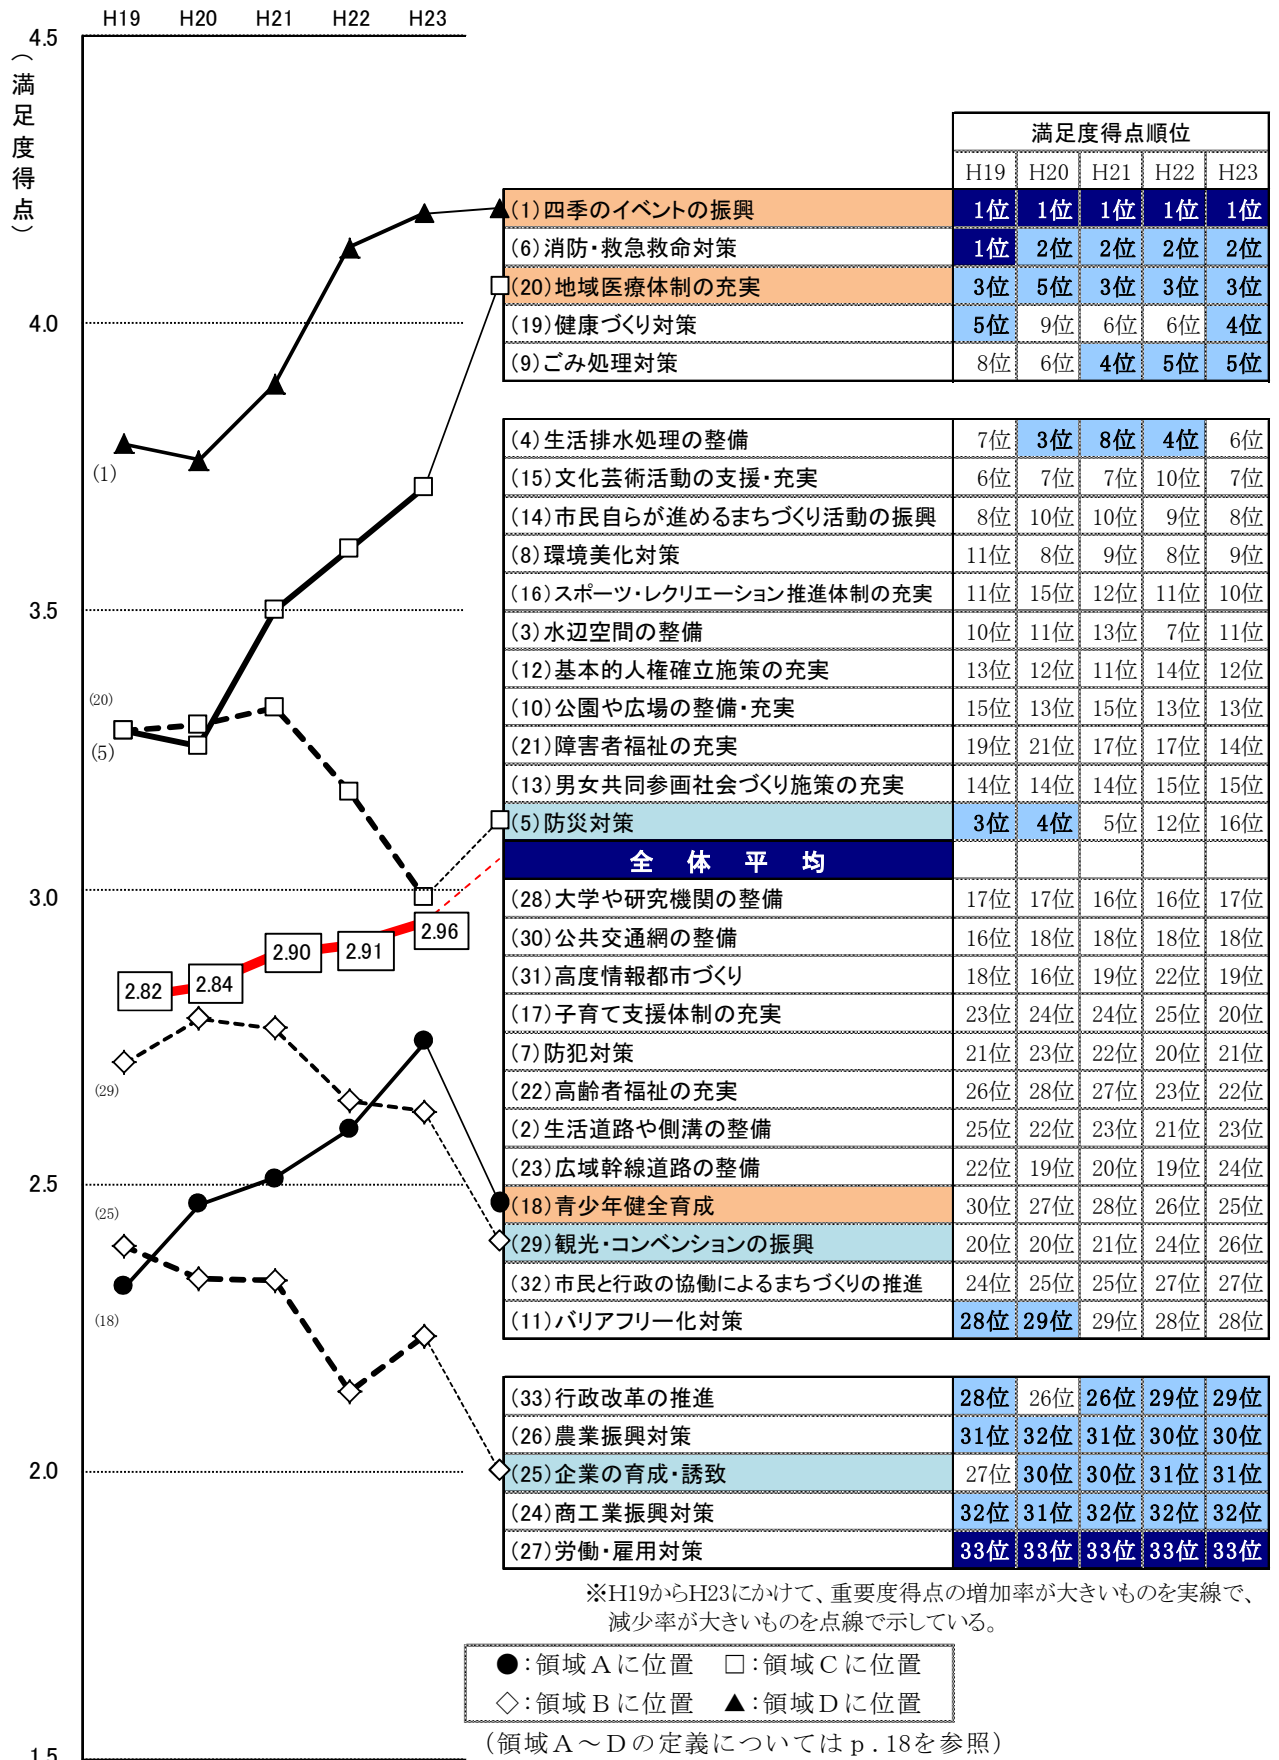 H19 H20 H21 H22 H23
4.5
（満足度得点）
満足度得点順位
H19 H20 H21 H22 H23
(1)四季のイベントの振興 1位 1位 1位 1位 1位
(6)消防・救急救命対策 1位 2位 2位 2位 2位
(20)地域医療体制の充実 3位 5位 3位 3位 3位
4.0
(19)健康づくり対策 5位 9位 6位 6位 4位
(9)ごみ処理対策 8位 6位 4位 5位 5位
(4)生活排水処理の整備 7位 3位 8位 4位 6位
(1)
(15)文化芸術活動の支援・充実 6位 7位 7位 10位 7位
(14)市民自らが進めるまちづくり活動の振興 8位 10位 10位 9位 8位
(8)環境美化対策 11位 8位 9位 8位 9位
(16)スポーツ・レクリエーション推進体制の充実 11位 15位 12位 11位 10位
3.5
(3)水辺空間の整備 10位 11位 13位 7位 11位
(12)基本的人権確立施策の充実 13位 12位 11位 14位 12位
(20)
(10)公園や広場の整備・充実 15位 13位 15位 13位 13位
(5)
(21)障害者福祉の充実 19位 21位 17位 17位 14位
(13)男女共同参画社会づくり施策の充実 14位 14位 14位 15位 15位
(5)防災対策 3位 4位 5位 12位 16位
全体平均
3.0
(28)大学や研究機関の整備 17位 17位 16位 16位 17位
2.82 2.84 2.90 2.91 2.96
(30)公共交通網の整備 16位 18位 18位 18位 18位
(31)高度情報都市づくり 18位 16位 19位 22位 19位
(17)子育て支援体制の充実 23位 24位 24位 25位 20位
(7)防犯対策 21位 23位 22位 20位 21位
(29)
(22)高齢者福祉の充実 26位 28位 27位 23位 22位
(2)生活道路や側溝の整備 25位 22位 23位 21位 23位
(23)広域幹線道路の整備 22位 19位 20位 19位 24位
2.5
(18)青少年健全育成 30位 27位 28位 26位 25位
(25)
(29)観光・コンベンションの振興 20位 20位 21位 24位 26位
(32)市民と行政の協働によるまちづくりの推進 24位 25位 25位 27位 27位
(18)
(11)バリアフリー化対策 28位 29位 29位 28位 28位
(33)行政改革の推進 28位 26位 26位 29位 29位
(26)農業振興対策 31位 32位 31位 30位 30位
2.0
(25)企業の育成・誘致 27位 30位 30位 31位 31位
(24)商工業振興対策 32位 31位 32位 32位 32位
(27)労働・雇用対策 33位 33位 33位 33位 33位
※H19からH23にかけて、重要度得点の増加率が大きいものを実線で、
減少率が大きいものを点線で示している。
●：領域Aに位置 □：領域Cに位置
◇：領域Bに位置 ▲：領域Dに位置
（領域A～Dの定義についてはp.18を参照）
1.5